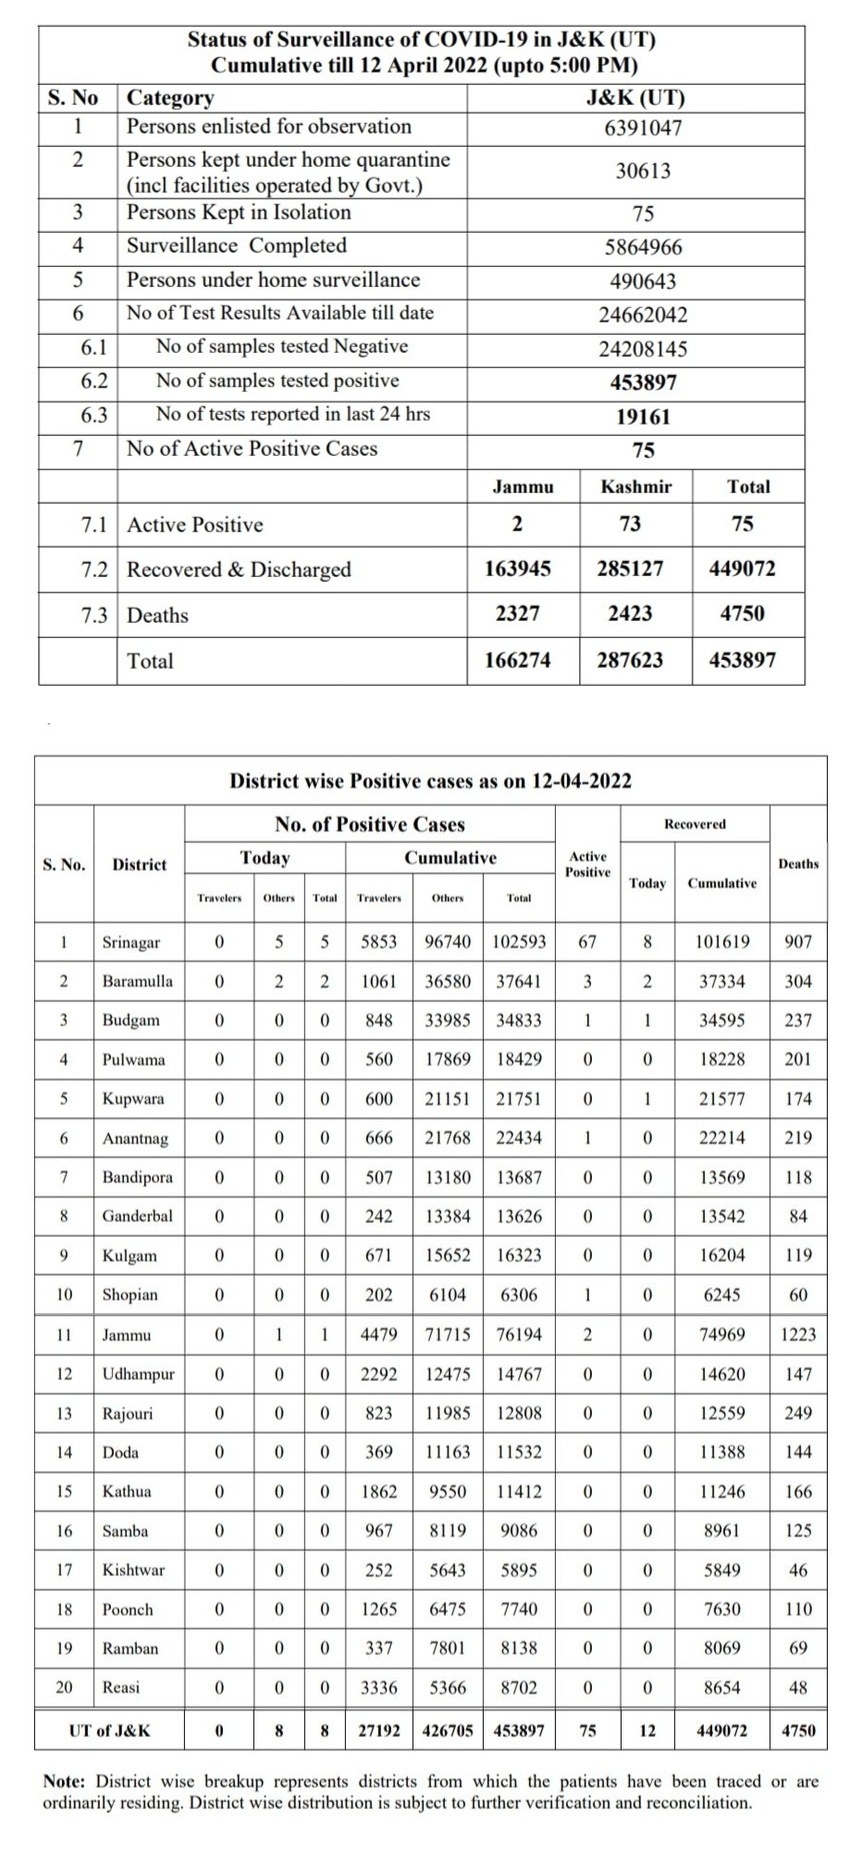 Status of Surveillance of COVID-19 in J&K (UT)
Cumulative till 12 April 2022 (upto 5:00 PM)
S. No Category J&K (UT)
1 Persons enlisted for observation 6391047
2 Persons kept under home quarantine
(incl facilities operated by Govt.) 30613
3 Persons Kept in Isolation 75
4 Surveillance Completed 5864966
5 Persons under home surveillance 490643
6 No of Test Results Available till date 24662042
6.1 No of samples tested Negative 24208145
6.2 No of samples tested positive 453897
6.3 No of tests reported in last 24 hrs 19161
7 No of Active Positive Cases 75
Jammu Kashmir Total
7.1 Active Positive 2 73 75
7.2 Recovered & Discharged 163945 285127 449072
7.3 Deaths 2327 2423 4750
Total 166274 287623 453897
District wise Positive cases as on 12-04-2022
No. of Positive Cases Recovered
S. No. District Today Cumulative Active
Positive Deaths
Today Cumulative
Travelers Others Total Travelers Others Total
1 Srinagar 0 5 5 5853 96740 102593 67 8 101619 907
2 Baramulla 0 2 2 1061 36580 37641 3 2 37334 304
3 Budgam 0 0 0 848 33985 34833 1 1 34595 237
4 Pulwama 0 0 0 560 17869 18429 0 0 18228 201
5 Kupwara 0 0 0 600 21151 21751 0 1 21577 174
6 Anantnag 0 0 0 666 21768 22434 1 0 22214 219
7 Bandipora 0 0 0 507 13180 13687 0 0 13569 118
8 Ganderbal 0 0 0 242 13384 13626 0 0 13542 84
9 Kulgam 0 0 0 671 15652 16323 0 0 16204 119
10 Shopian 0 0 0 202 6104 6306 1 0 6245 60
11 Jammu 0 1 1 4479 71715 76194 2 0 74969 1223
12 Udhampur 0 0 0 2292 12475 14767 0 0 14620 147
13 Rajouri 0 0 0 823 11985 12808 0 0 12559 249
14 Doda 0 0 0 369 11163 11532 0 0 11388 144
15 Kathua 0 0 0 1862 9550 11412 0 0 11246 166
16 Samba 0 0 0 967 8119 9086 0 0 8961 125
17 Kishtwar 0 0 0 252 5643 5895 0 0 5849 46
18 Poonch 0 0 0 1265 6475 7740 0 0 7630 110
19 Ramban 0 0 0 337 7801 8138 0 0 8069 69
20 Reasi 0 0 0 3336 5366 8702 0 0 8654 48
UT of J&K 0 8 8 27192 426705 453897 75 12 449072 4750
Note: District wise breakup represents districts from which the patients have been traced or are
ordinarily residing. District wise distribution is subject to further verification and reconciliation.